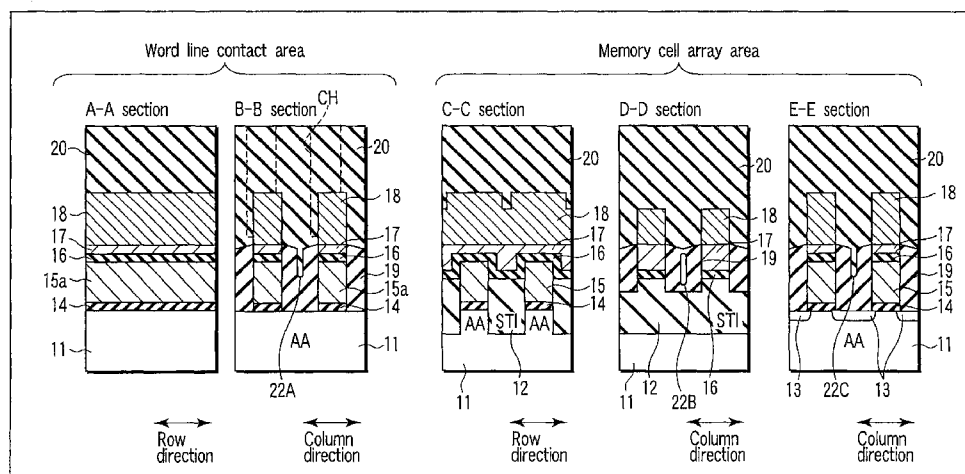 Word line contact area
Memory cell array area
A-A section
B-B section
CH
C-C section
D-D section
E-E section
20
20
20
20
20
18
18
18
18
18
17
17
17
17
17
16
16
16
16
15a
19
15a
15
19
19
15
14
14
14
14
11
AA
11
AA
STI
AA
STI
AA
11
22A
11
12
11
12
22B
16
13
22C
13
Row
direction
Column
direction
Row
direction
Column
direction
Column
direction